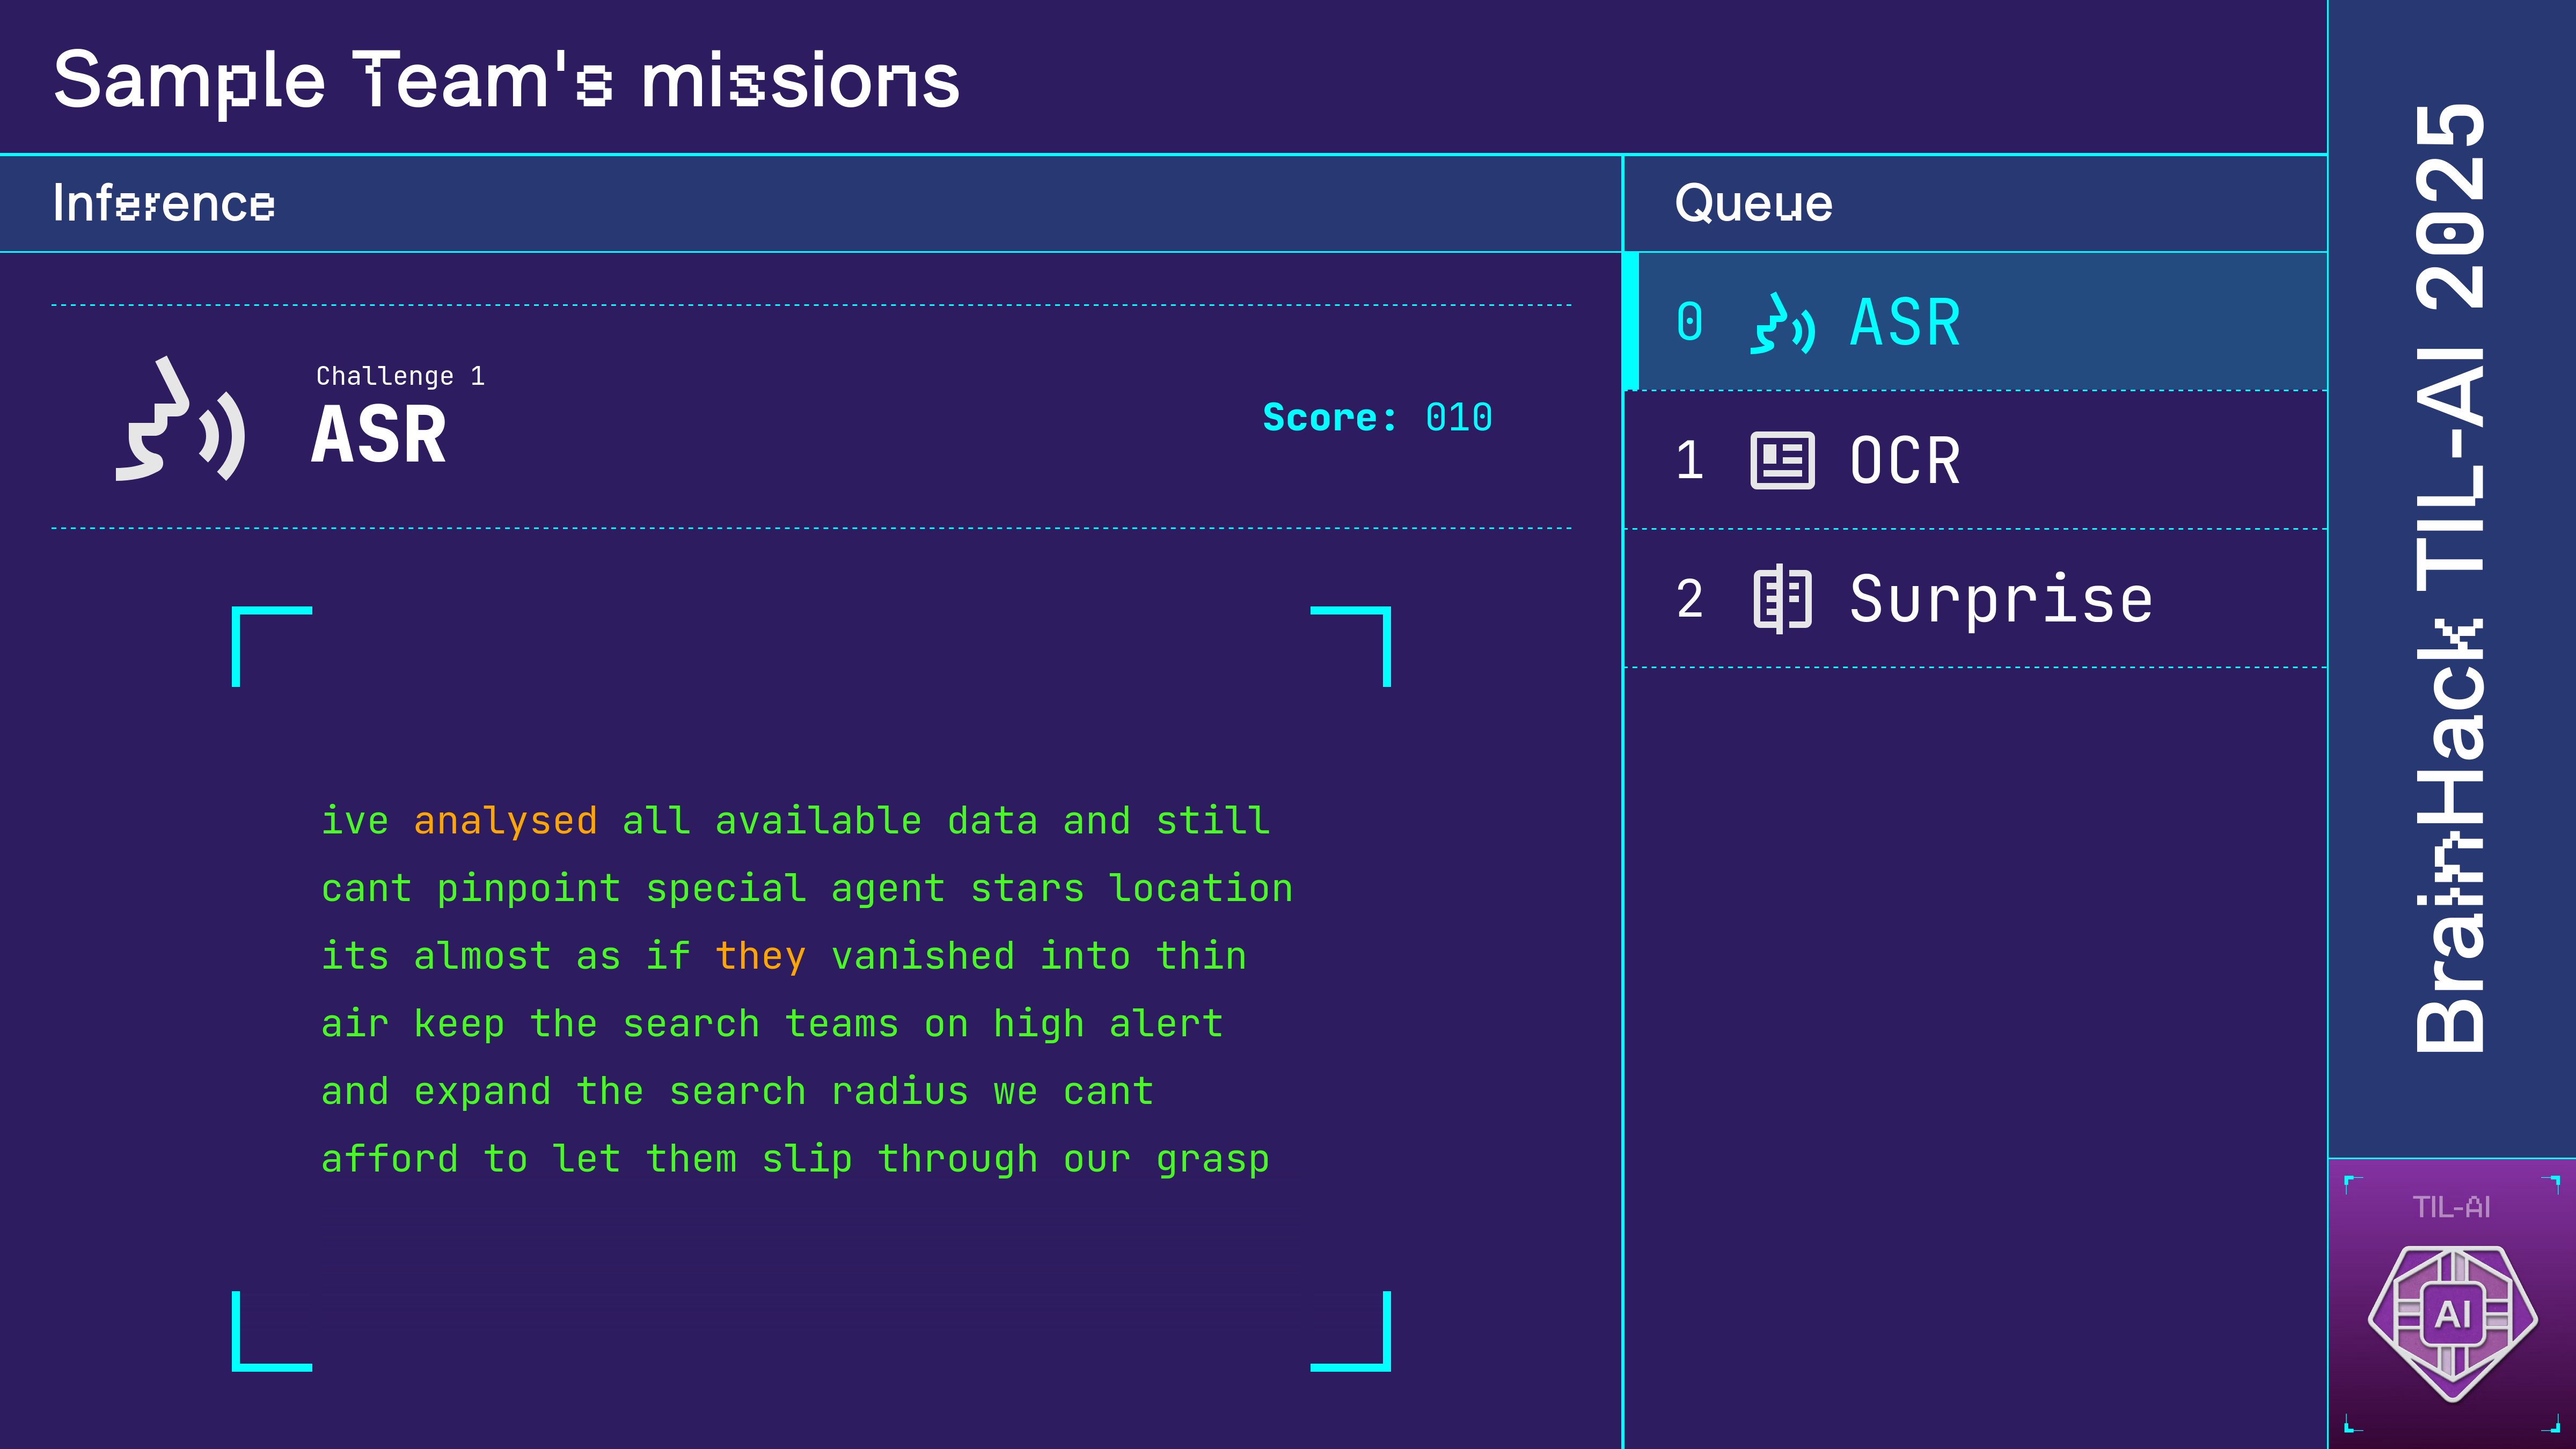 Sample Team's missions
Inference
Challenge 1
ASR
Score: 010
ive analysed all available data and still
cant pinpoint special agent stars location
its almost as if they vanished into thin
air keep the search teams on high alert
and expand the search radius we cant
afford to let them slip through our grasp
Queue
0 ASR
1 OCR
2 Surprise
BrainHack TIL-AI 2025
TIL-AI
AI